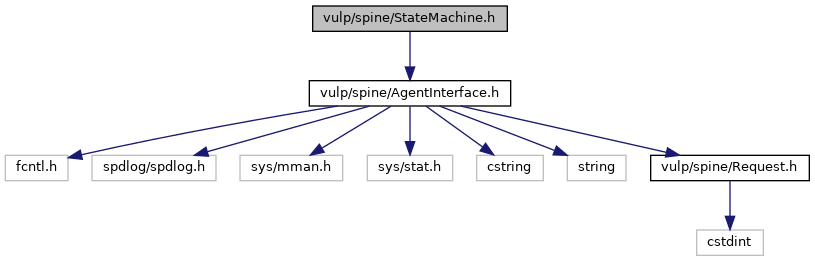 vulp/spine/StateMachine.h
vulp/spine/AgentInterface.h
fcntl.h
spdlog/spdlog.h
sys/mman.h
sys/stat.h
cstring
string
vulp/spine/Request.h
cstdint